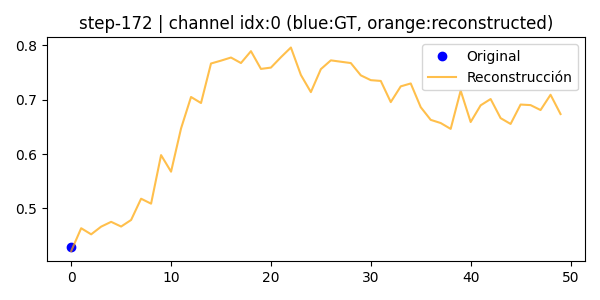 step-172 | channel idx:0 (blue:GT, orange:reconstructed)
Original
Reconstrucción
0.8
0.7
0.6
0.5
0 10 20 30 40 50